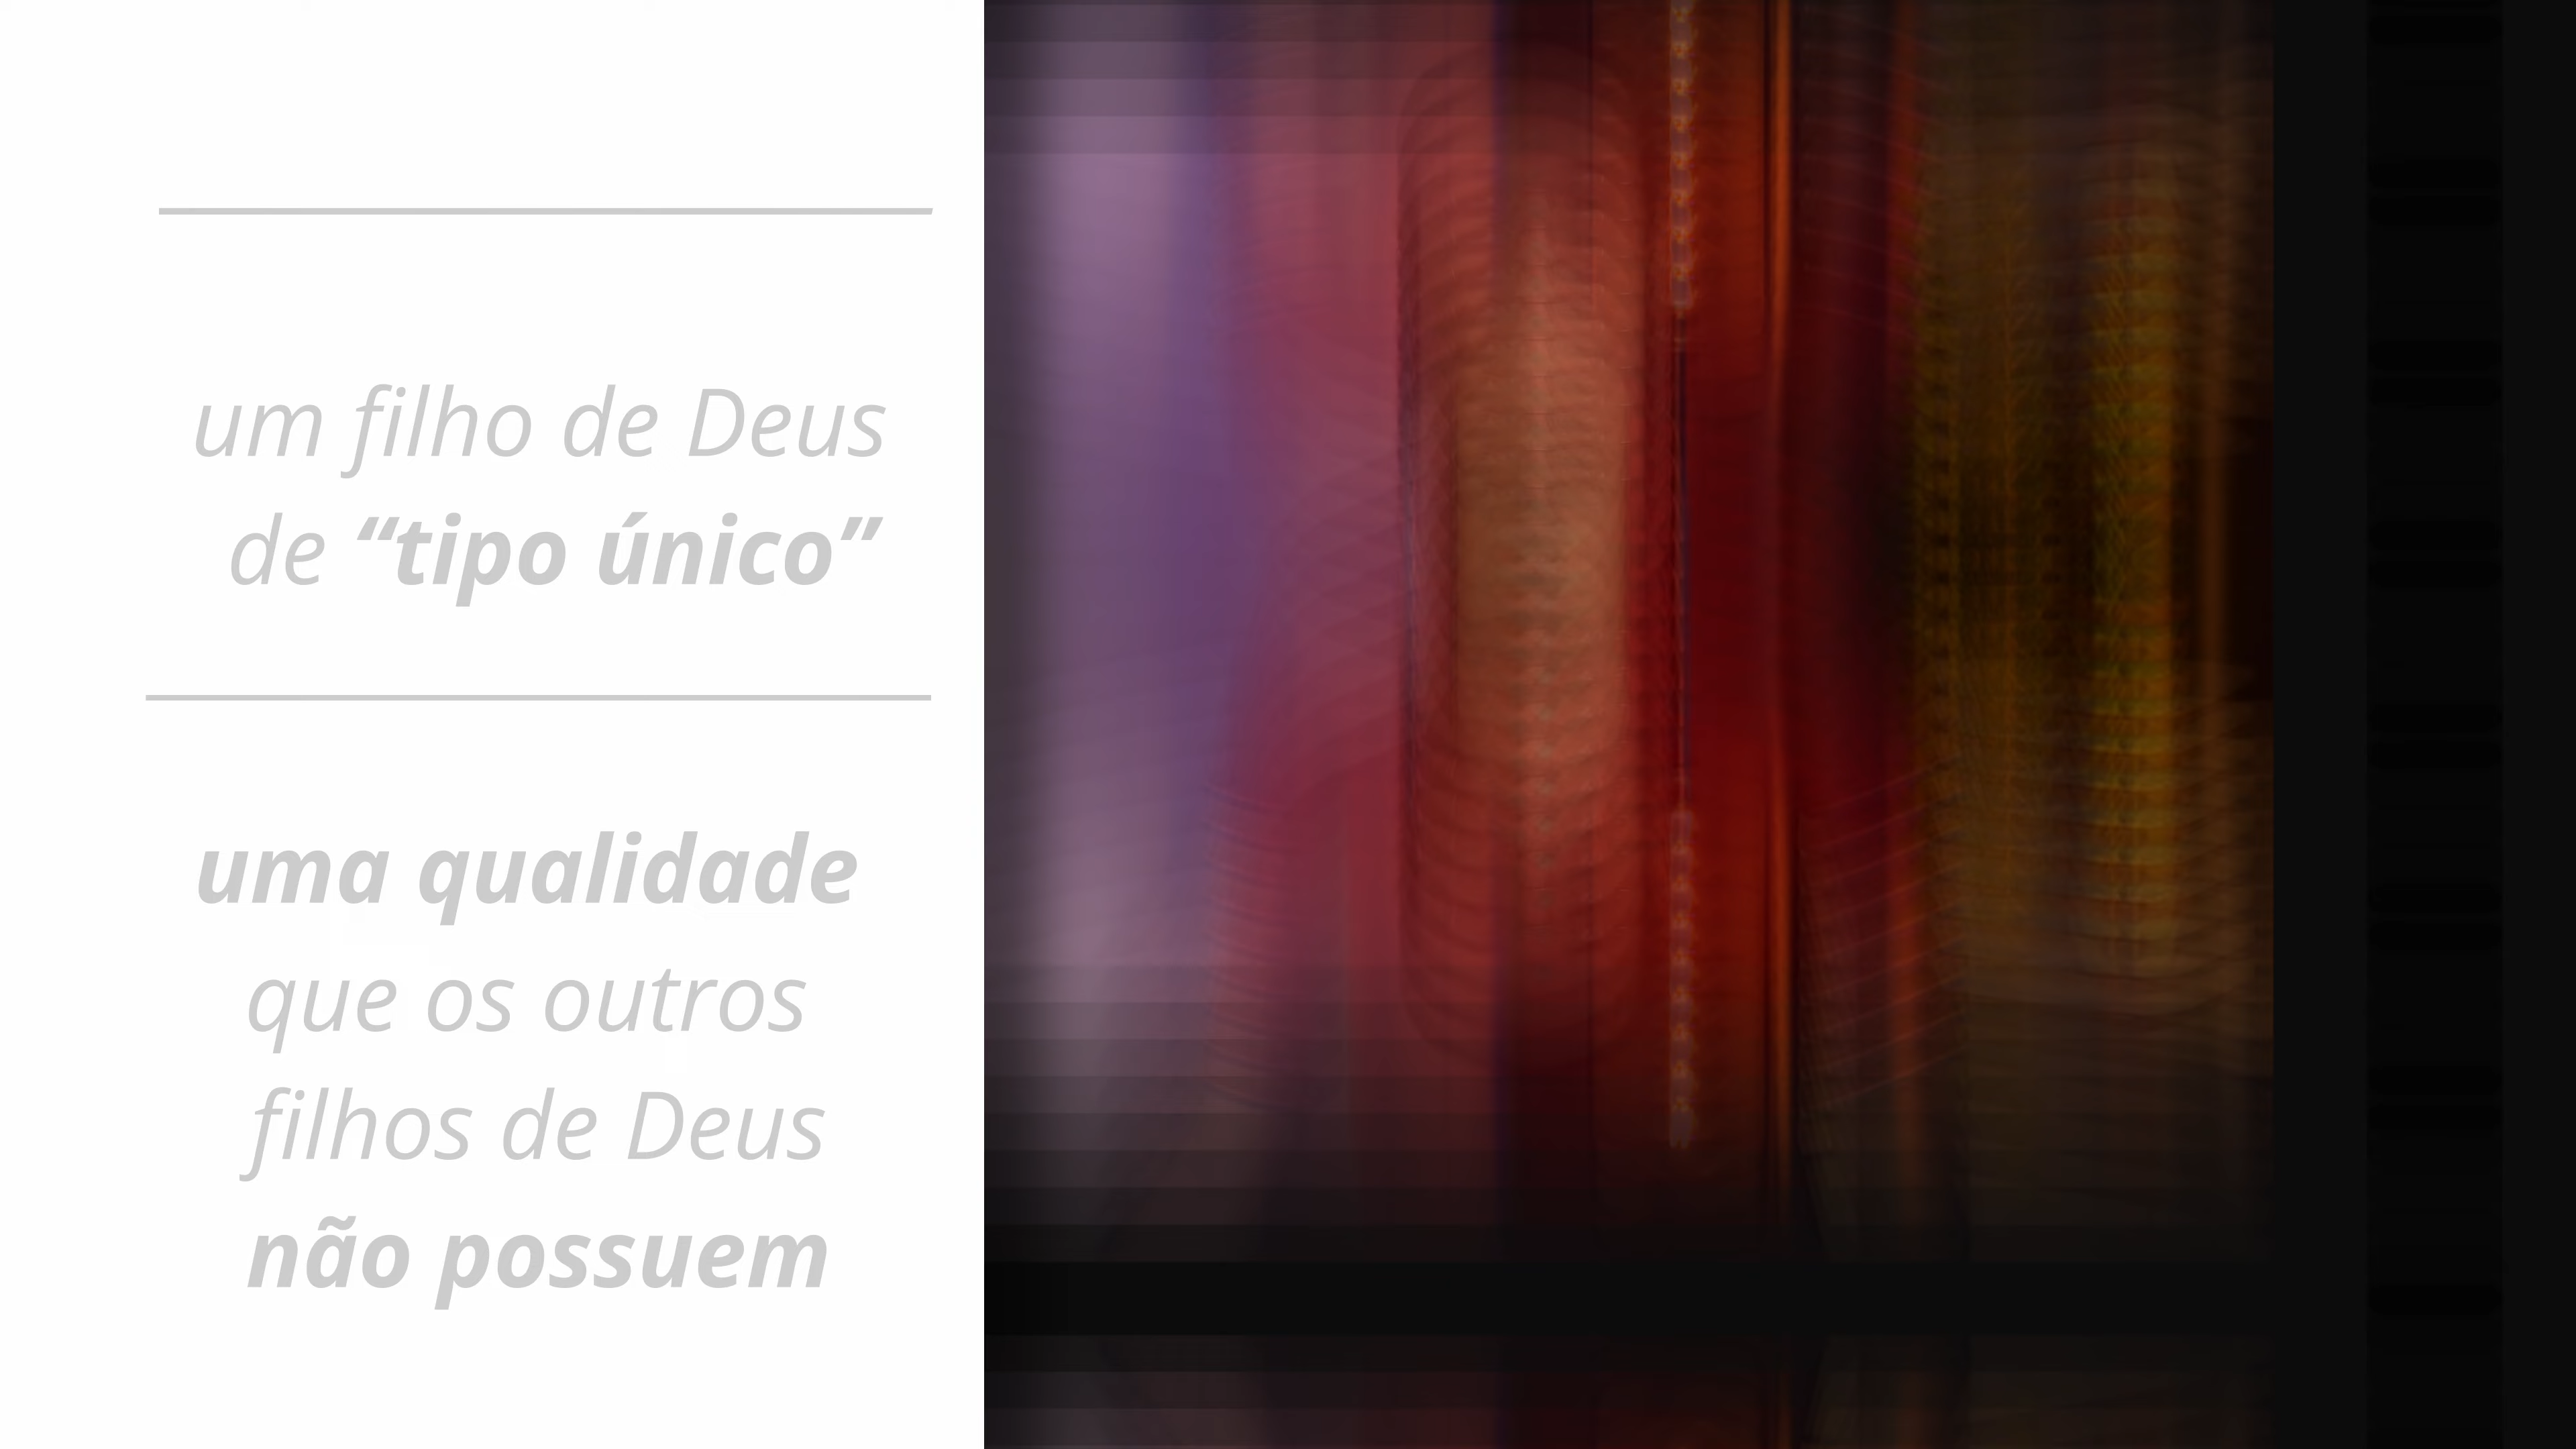 um filho de Deus
de “tipo único”
uma qualidade
que os outros
filhos de Deus
não possuem